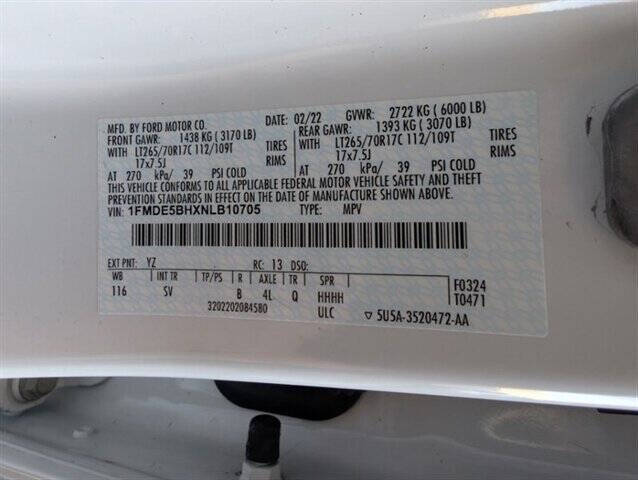 MFD. BY FORD MOTOR CO. DATE: 02/22 GVWR: 2722 KG ( 6000 LB)
FRONT GAWR: 1438 KG ( 3170 LB) REAR GAWR: 1393 KG ( 3070 LB)
WITH LT265/70R17C 112/109T TIRES WITH LT265/70R17C 112/109T TIRES
17x7.5J RIMS 17x7.5J RIMS
AT 270 kPa/ 39 PSI COLD AT 270 kPa/ 39 PSI COLD
THIS VEHICLE CONFORMS TO ALL APPLICABLE FEDERAL MOTOR VEHICLE SAFETY AND THEFT
PREVENTION STANDARDS IN EFFECT ON THE DATE OF MANUFACTURE SHOWN ABOVE.
VIN: 1FMDE5BHXNLB10705 TYPE: MPV
EXT PNT: YZ RC: 13 DSO:
WB INT TR TP/PS R AXLE TR SPR F0324
116 SV B 4L Q HHHH T0471
3202202084580 ULC ▽ 5USA-3520472-AA